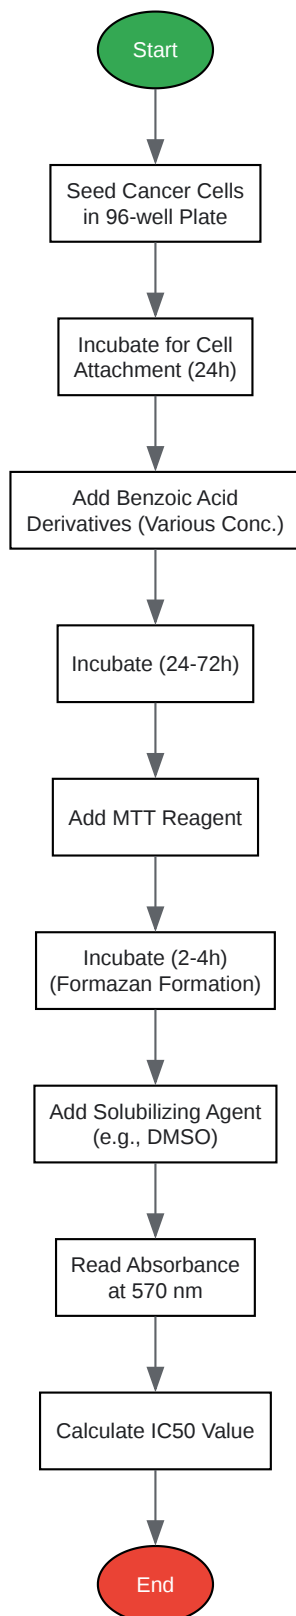 Start
Seed Cancer Cells
in 96-well Plate
Incubate for Cell
Attachment (24h)
Add Benzoic Acid
Derivatives (Various Conc.)
Incubate (24-72h)
Add MTT Reagent
Incubate (2-4h)
(Formazan Formation)
Add Solubilizing Agent
(e.g., DMSO)
Read Absorbance
at 570 nm
Calculate IC50 Value
End